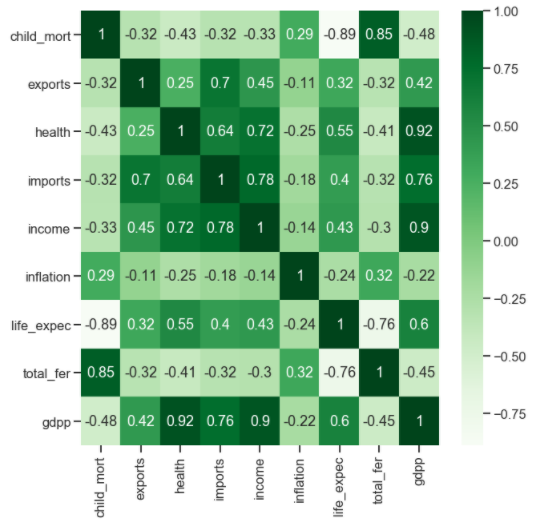 child_mort 1 -0.32 -0.43 -0.32 -0.33 0.29 -0.89 0.85 -0.48
exports -0.32 1 0.25 0.7 0.45 -0.11 0.32 -0.32 0.42
health -0.43 0.25 1 0.64 0.72 -0.25 0.55 -0.41 0.92
imports -0.32 0.7 0.64 1 0.78 -0.18 0.4 -0.32 0.76
income -0.33 0.45 0.72 0.78 1 -0.14 0.43 -0.3 0.9
inflation 0.29 -0.11 -0.25 -0.18 -0.14 1 -0.24 0.32 -0.22
life_expec -0.89 0.32 0.55 0.4 0.43 -0.24 1 -0.76 0.6
total_fer 0.85 -0.32 -0.41 -0.32 -0.3 0.32 -0.76 1 -0.45
gdpp -0.48 0.42 0.92 0.76 0.9 -0.22 0.6 -0.45 1
child_mort exports health imports income inflation life_expec total_fer gdpp
1.00
0.75
0.50
0.25
0.00
-0.25
-0.50
-0.75